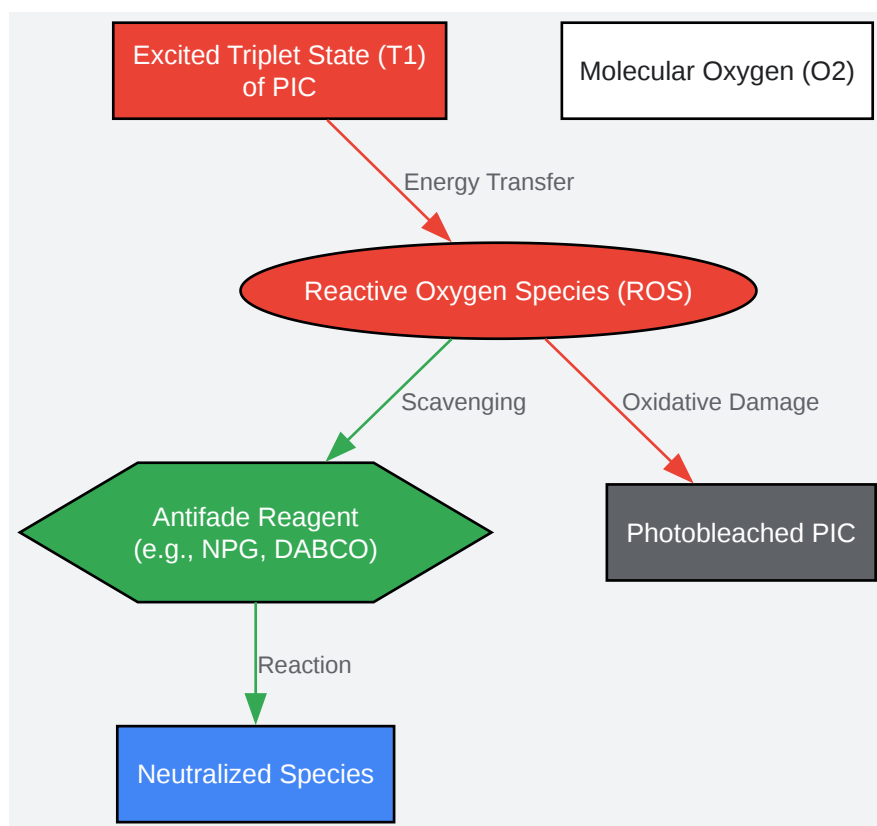 Excited Triplet State (T1)
of PIC
Molecular Oxygen (O2)
Energy Transfer
Reactive Oxygen Species (ROS)
Scavenging
Oxidative Damage
Antifade Reagent
(e.g., NPG, DABCO)
Photobleached PIC
Reaction
Neutralized Species